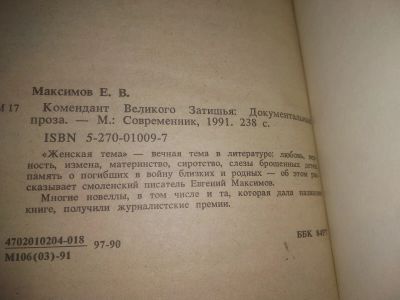 Максимов Е. В.
М 17 Комендант Великого Затишья: Документальная
проза. — М.: Современник, 1991. 238 с.
ISBN 5-270-01009-7
«Женская тема» — вечная тема в литературе: любовь,
ность, измена, материнство, сиротство, слезы брошенных детей,
память о погибших в войну близких и родных — об этом рас-
сказывает смоленский писатель Евгений Максимов.
Многие новеллы, в том числе и та, которая дала название
книге, получили журналистские премии.
4702010204-018
97-90
М106(03)-91
ББК